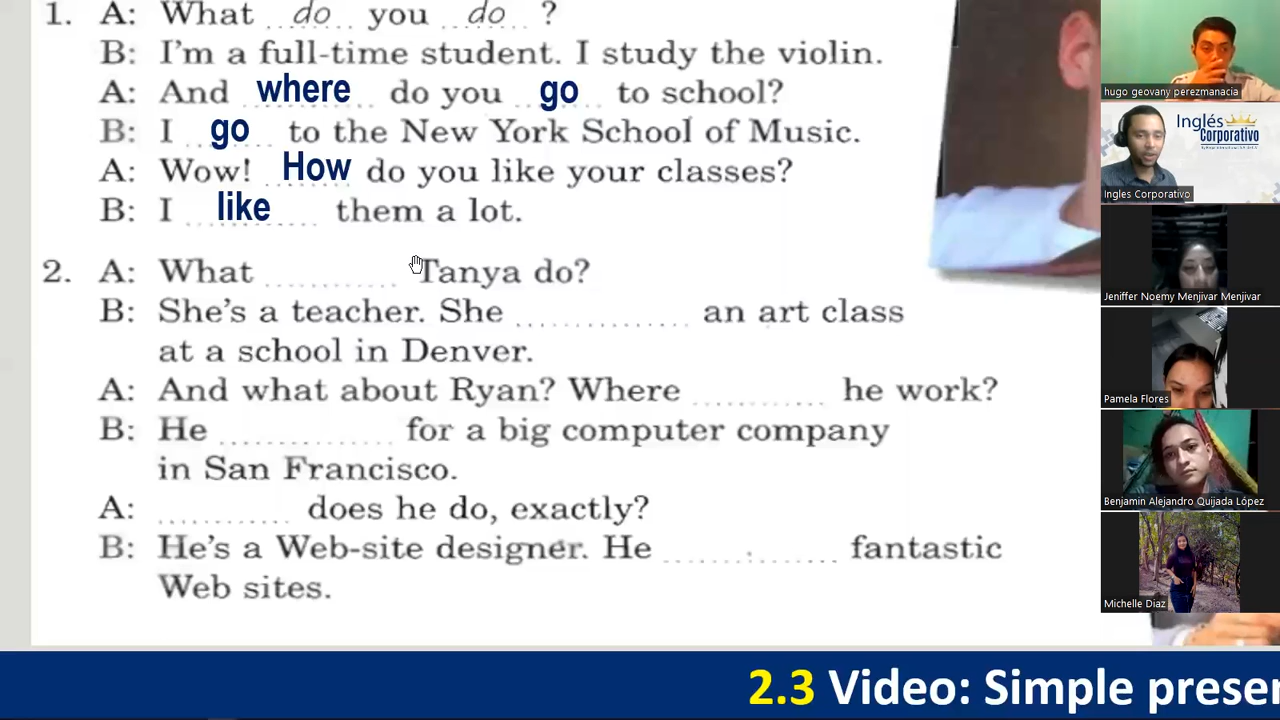 1. A: What do you do ?
B: I'm a full-time student. I study the violin.
A: And where do you go to school?
B: I go to the New York School of Music.
A: Wow! How do you like your classes?
B: I like them a lot.
2. A: What ............ Tanya do?
B: She's a teacher. She ............ an art class
at a school in Denver.
A: And what about Ryan? Where ............ he work?
B: He ............ for a big computer company
in San Francisco.
A: ............ does he do, exactly?
B: He's a Web-site designer. He ............ fantastic
Web sites.
hugo geovany perezmanacia
Inglés
Corporativo
Ingles Corporativo
Jeniffer Noemy Menjivar Menjivar
Pamela Flores
Benjamin Alejandro Quijada López
Michelle Diaz
2.3 Video: Simple presen